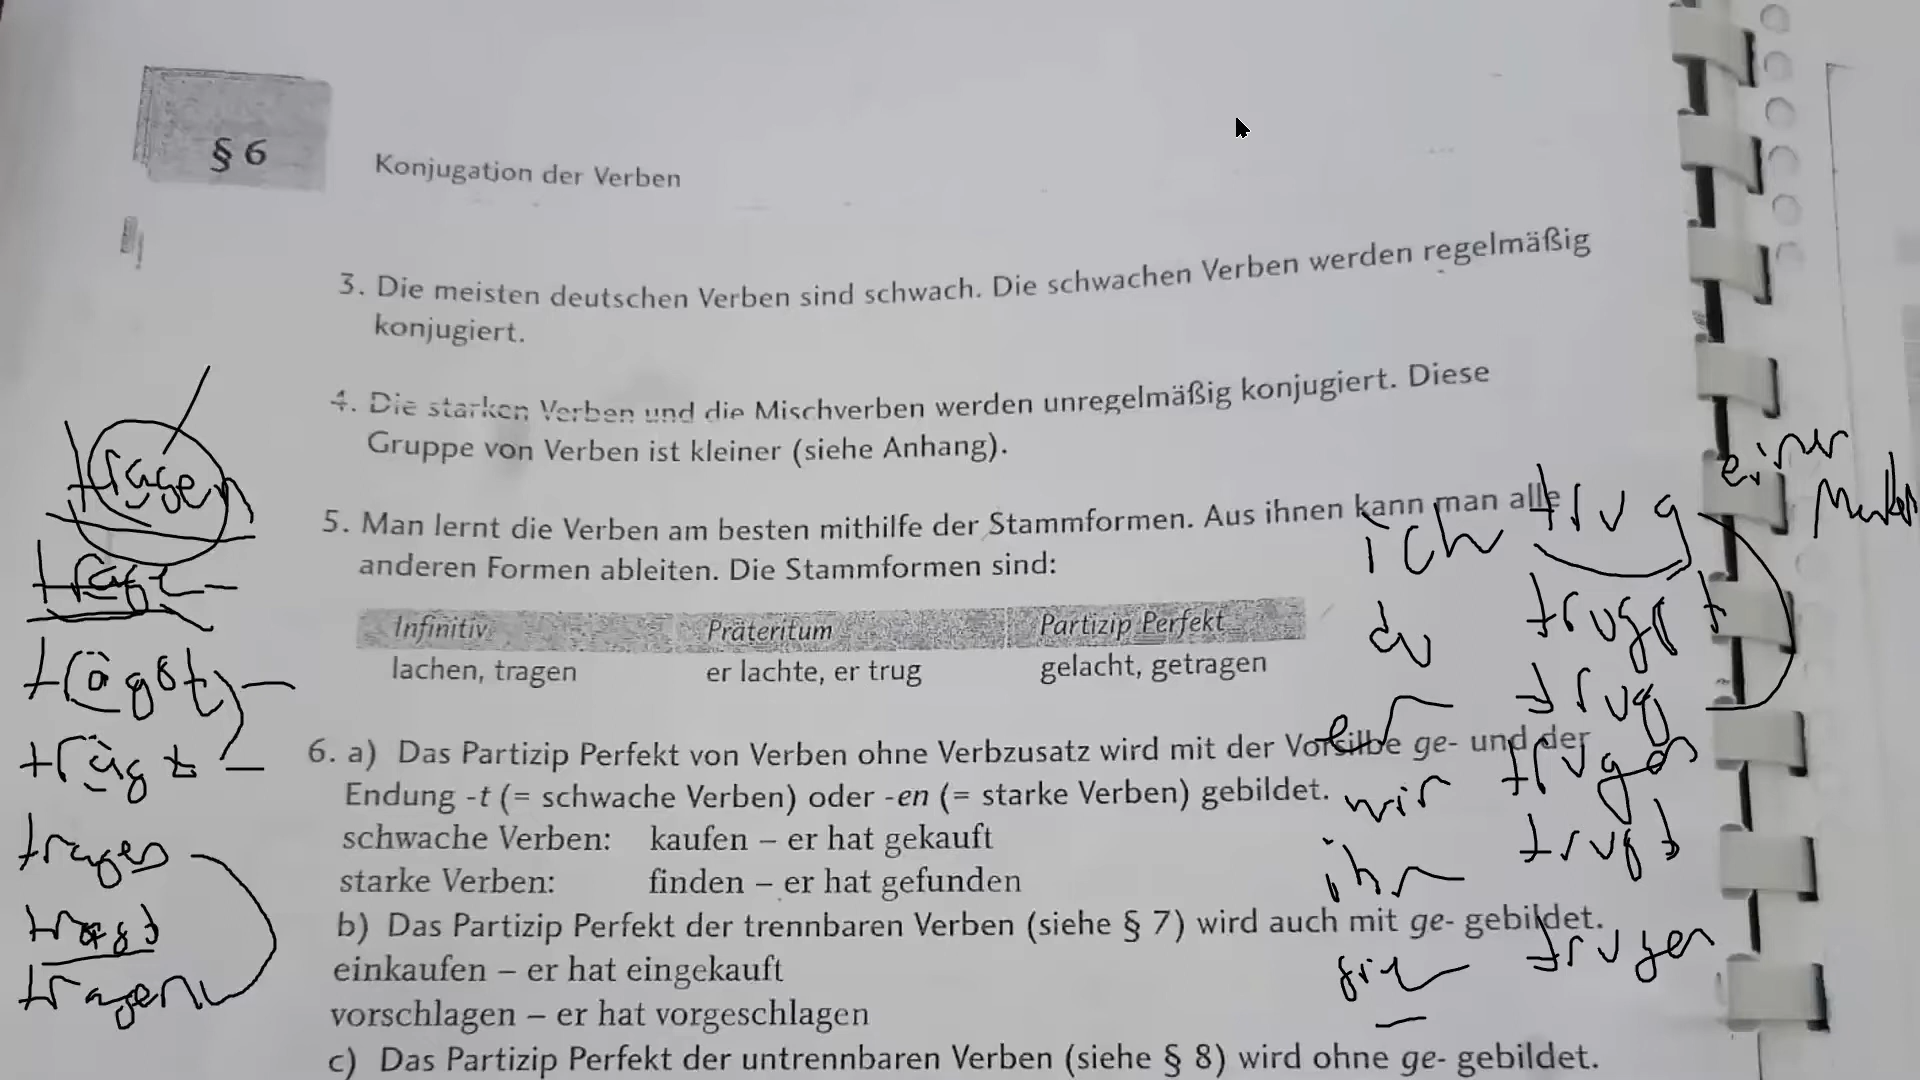 § 6
Konjugation der Verben
3. Die meisten deutschen Verben sind schwach. Die schwachen Verben werden regelmäßig
konjugiert.
4. Die starken Verben und die Mischverben werden unregelmäßig konjugiert. Diese
Gruppe von Verben ist kleiner (siehe Anhang).
5. Man lernt die Verben am besten mithilfe der Stammformen. Aus ihnen kann man alle
anderen Formen ableiten. Die Stammformen sind:
Infinitiv Präteritum Partizip Perfekt
lachen, tragen er lachte, er trug gelacht, getragen
6. a) Das Partizip Perfekt von Verben ohne Verbzusatz wird mit der Vorsilbe ge- und der
Endung -t (= schwache Verben) oder -en (= starke Verben) gebildet.
schwache Verben: kaufen – er hat gekauft
starke Verben: finden – er hat gefunden
b) Das Partizip Perfekt der trennbaren Verben (siehe § 7) wird auch mit ge- gebildet.
einkaufen – er hat eingekauft
vorschlagen – er hat vorgeschlagen
c) Das Partizip Perfekt der untrennbaren Verben (siehe § 8) wird ohne ge- gebildet.
tragen
trage
trägst
trägt
tragen
tragt
tragen
ich trug
du trugst
er trug
wir trugen
ihr trugt
sie trugen
einer